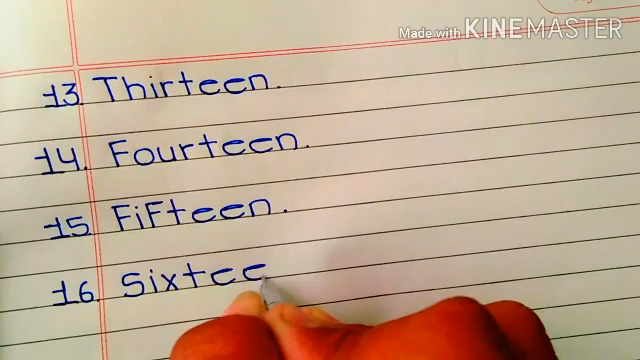 Made with KINEMASTER
13. Thirteen.
14. Fourteen.
15. FiFteen.
16. Sixtee